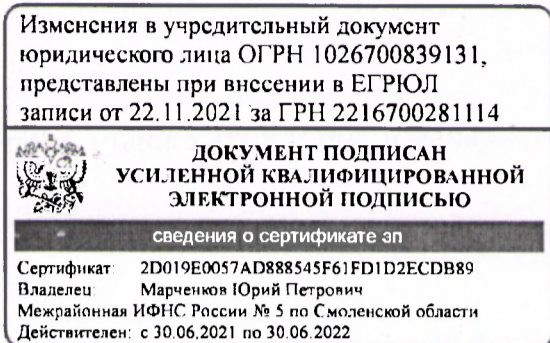 Изменения в учредительный документ
юридического лица ОГРН 1026700839131,
представлены при внесении в ЕГРЮЛ
записи от 22.11.2021 за ГРН 2216700281114
ДОКУМЕНТ ПОДПИСАН
УСИЛЕННОЙ КВАЛИФИЦИРОВАННОЙ
ЭЛЕКТРОННОЙ ПОДПИСЬЮ
сведения о сертификате эп
Сертификат: 2D019E0057AD888545F61FD1D2ECDB89
Владелец: Марченков Юрий Петрович
Межрайонная ИФНС России № 5 по Смоленской области
Действителен: с 30.06.2021 по 30.06.2022